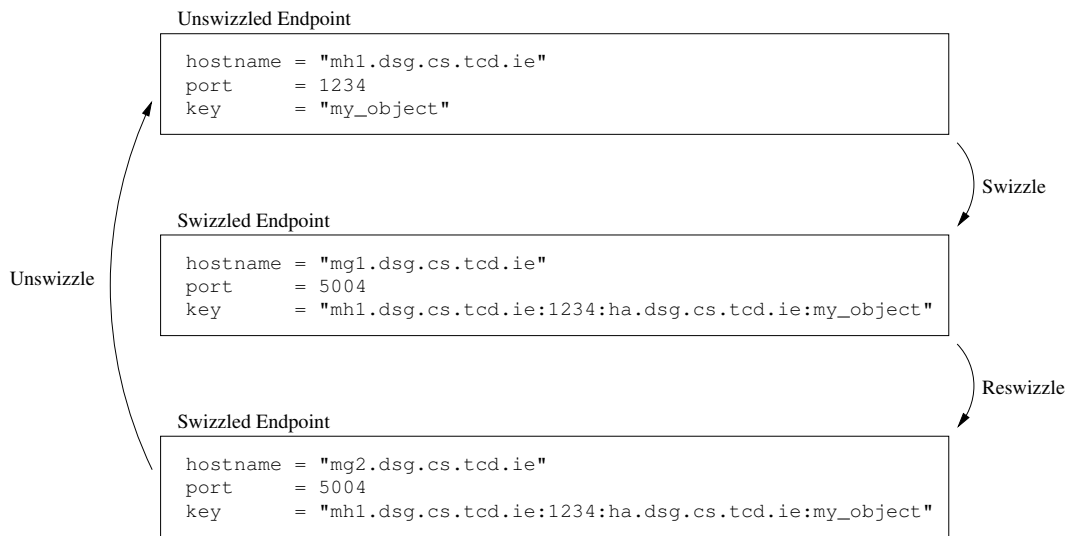 Unswizzled Endpoint
hostname = "mh1.dsg.cs.tcd.ie"
port = 1234
key = "my_object"
Swizzle
Swizzled Endpoint
hostname = "mg1.dsg.cs.tcd.ie"
port = 5004
key = "mh1.dsg.cs.tcd.ie:1234:ha.dsg.cs.tcd.ie:my_object"
Unswizzle
Reswizzle
Swizzled Endpoint
hostname = "mg2.dsg.cs.tcd.ie"
port = 5004
key = "mh1.dsg.cs.tcd.ie:1234:ha.dsg.cs.tcd.ie:my_object"